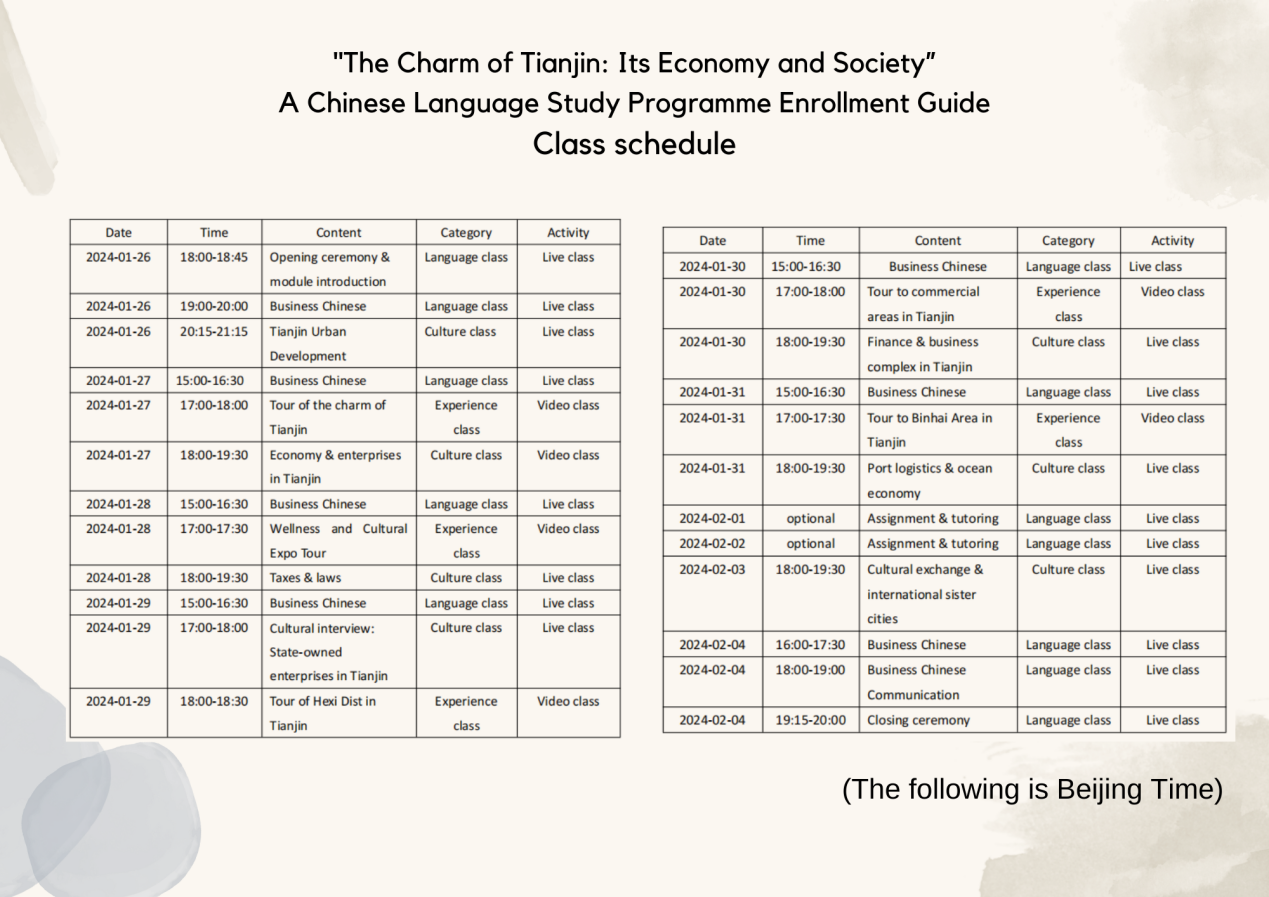 "The Charm of Tianjin: Its Economy and Society”
A Chinese Language Study Programme Enrollment Guide
Class schedule
Date Time Content Category Activity
2024-01-26 18:00-18:45 Opening ceremony & Language class Live class
module introduction
2024-01-26 19:00-20:00 Business Chinese Language class Live class
2024-01-26 20:15-21:15 Tianjin Urban Culture class Live class
Development
2024-01-27 15:00-16:30 Business Chinese Language class Live class
2024-01-27 17:00-18:00 Tour of the charm of Experience Video class
Tianjin class
2024-01-27 18:00-19:30 Economy & enterprises Culture class Video class
in Tianjin
2024-01-28 15:00-16:30 Business Chinese Language class Live class
2024-01-28 17:00-17:30 Wellness and Cultural Experience Video class
Expo Tour class
2024-01-28 18:00-19:30 Taxes & laws Culture class Live class
2024-01-29 15:00-16:30 Business Chinese Language class Live class
2024-01-29 17:00-18:00 Cultural interview: Culture class Live class
State-owned
enterprises in Tianjin
2024-01-29 18:00-18:30 Tour of Hexi Dist in Experience Video class
Tianjin class
Date Time Content Category Activity
2024-01-30 15:00-16:30 Business Chinese Language class Live class
2024-01-30 17:00-18:00 Tour to commercial Experience Video class
areas in Tianjin class
2024-01-30 18:00-19:30 Finance & business Culture class Live class
complex in Tianjin
2024-01-31 15:00-16:30 Business Chinese Language class Live class
2024-01-31 17:00-17:30 Tour to Binhai Area in Experience Video class
Tianjin class
2024-01-31 18:00-19:30 Port logistics & ocean Culture class Live class
economy
2024-02-01 optional Assignment & tutoring Language class Live class
2024-02-02 optional Assignment & tutoring Language class Live class
2024-02-03 18:00-19:30 Cultural exchange & Culture class Live class
international sister
cities
2024-02-04 16:00-17:30 Business Chinese Language class Live class
2024-02-04 18:00-19:00 Business Chinese Language class Live class
Communication
2024-02-04 19:15-20:00 Closing ceremony Language class Live class
(The following is Beijing Time)